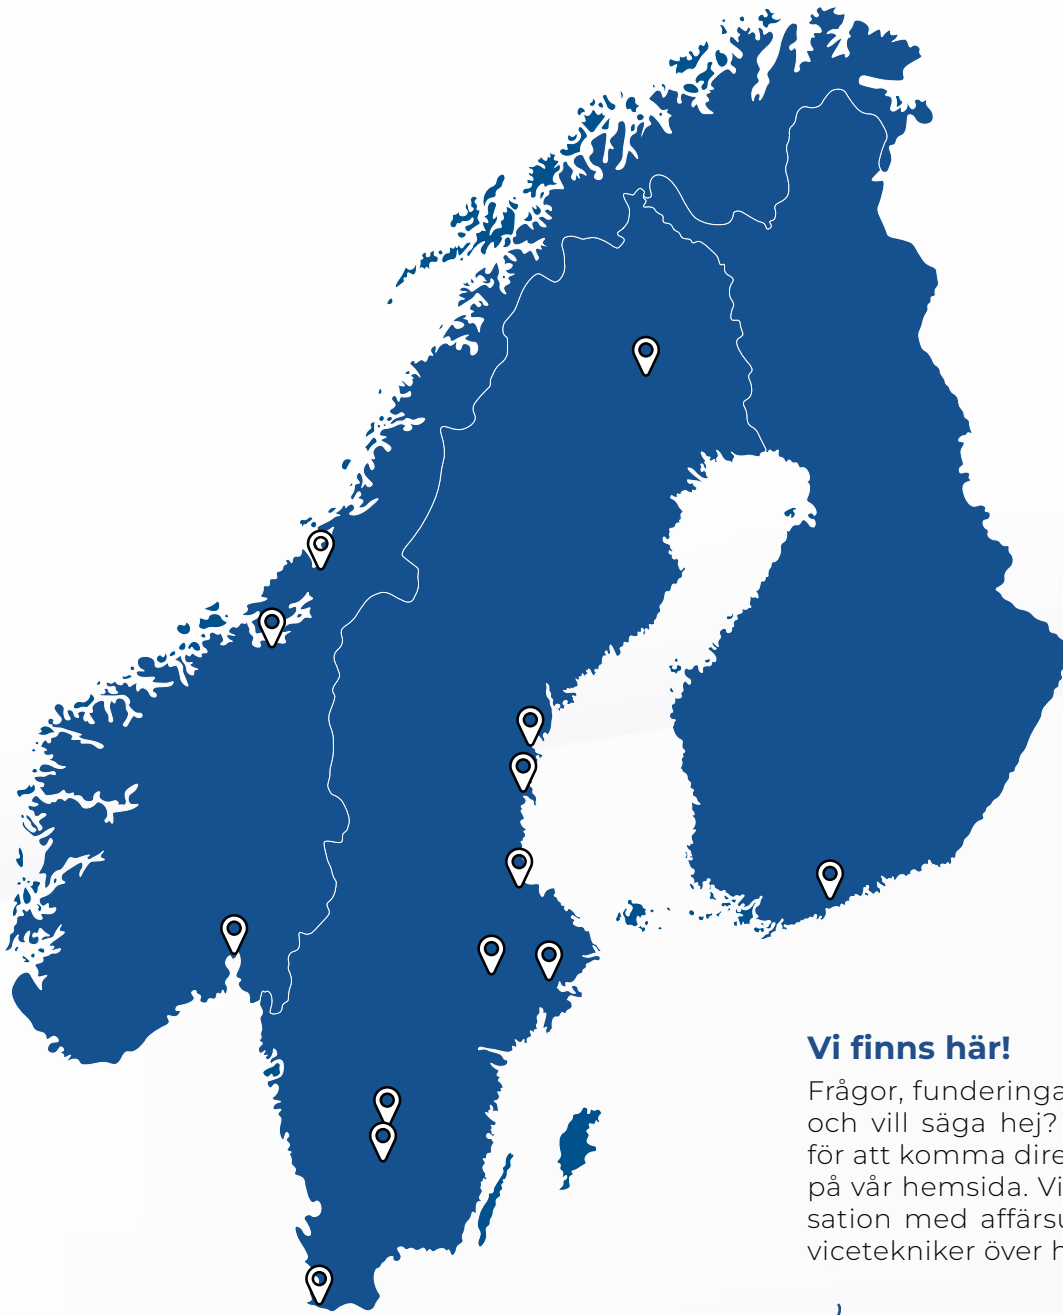 Vi finns här!
Frågor, funderinga
och vill säga hej?
för att komma dire
på vår hemsida. Vi
sation med affärsu
vicetekniker över h